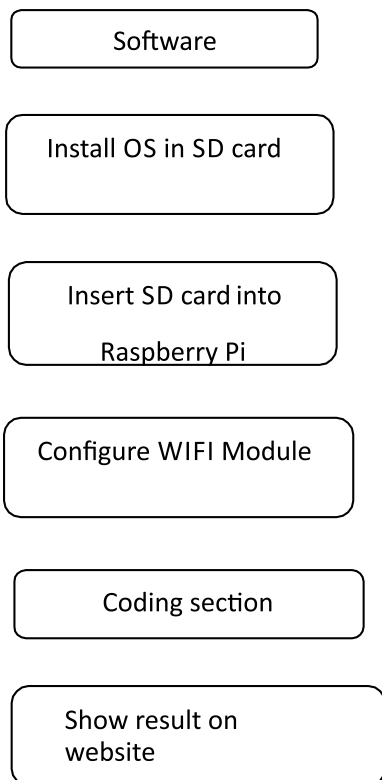 Software
Install OS in SD card
Insert SD card into
Raspberry Pi
Configure WIFI Module
Coding section
Show result on
website